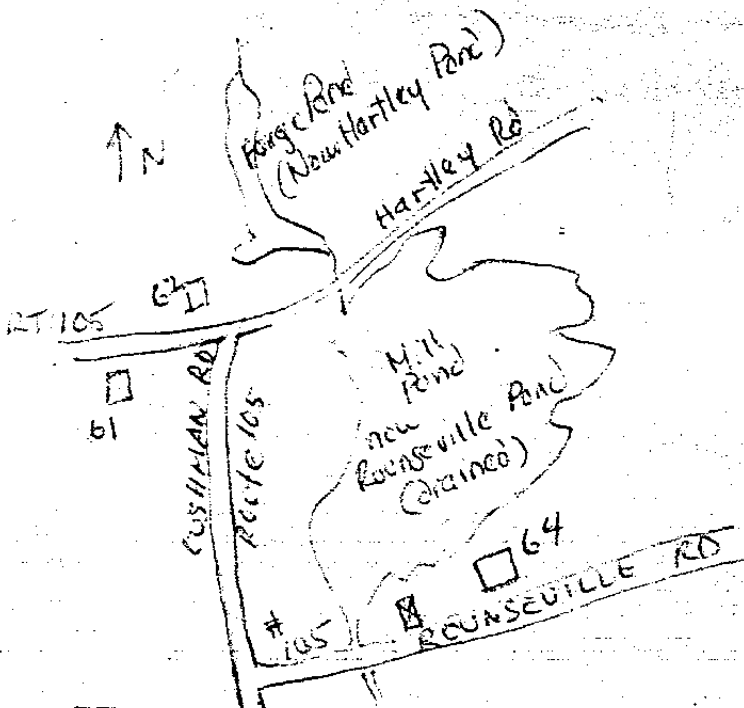 Forge Pond
(Now Hartley Pond)
N
Hartley Rd
62
RT 105
61
CUSHMAN RD
ROUTE 105
Mill
Pond
now
Rounseville Pond
(drained)
64
#
105
ROUNSEVILLE RD